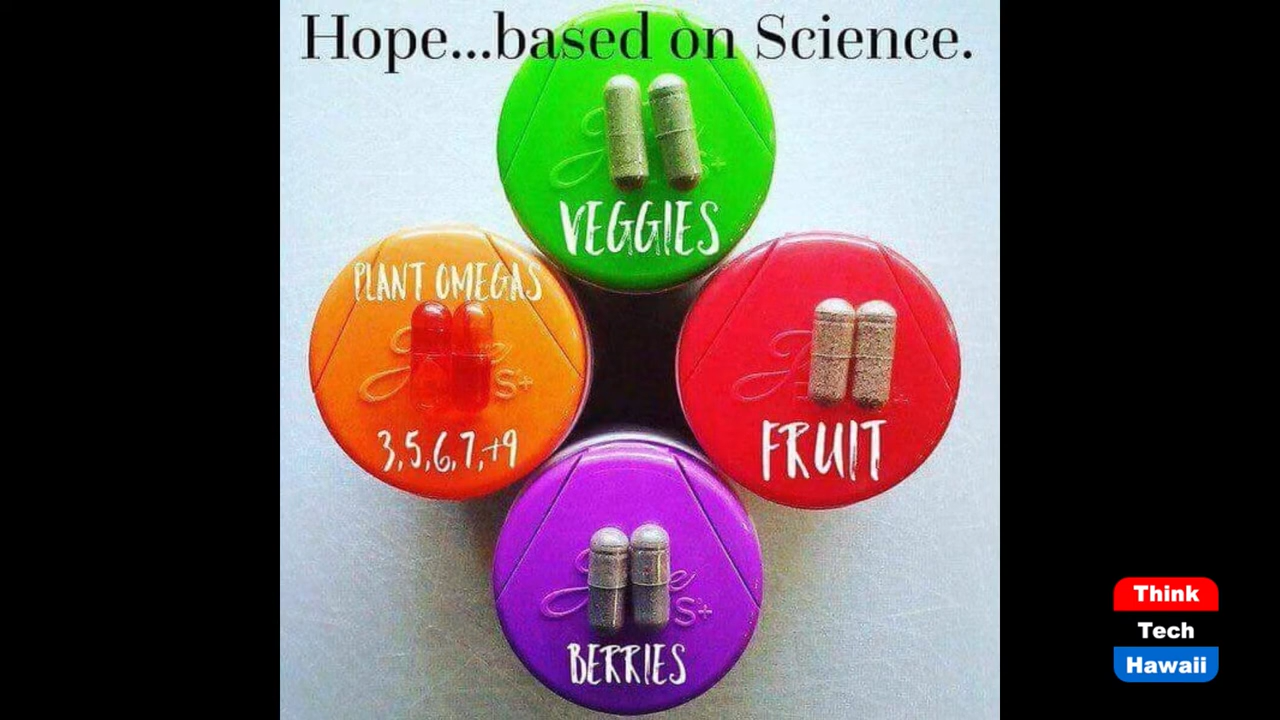 Hope...based on Science.
VEGGIES
PLANT OMEGAS
3,5,6,7,+9
FRUIT
BERRIES
Think
Tech
Hawaii